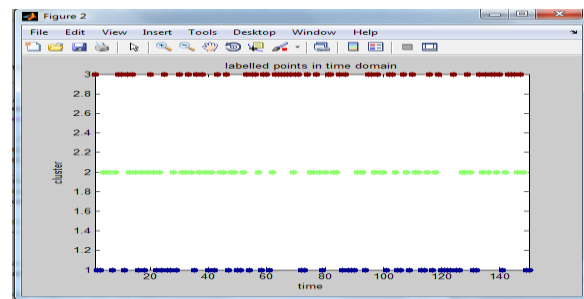 Figure 2
File Edit View Insert Tools Desktop Window Help
labelled points in time domain
3
2.8
2.6
2.4
2.2
2
1.8
1.6
1.4
1.2
1
cluster
20 40 60 80 100 120 140
time